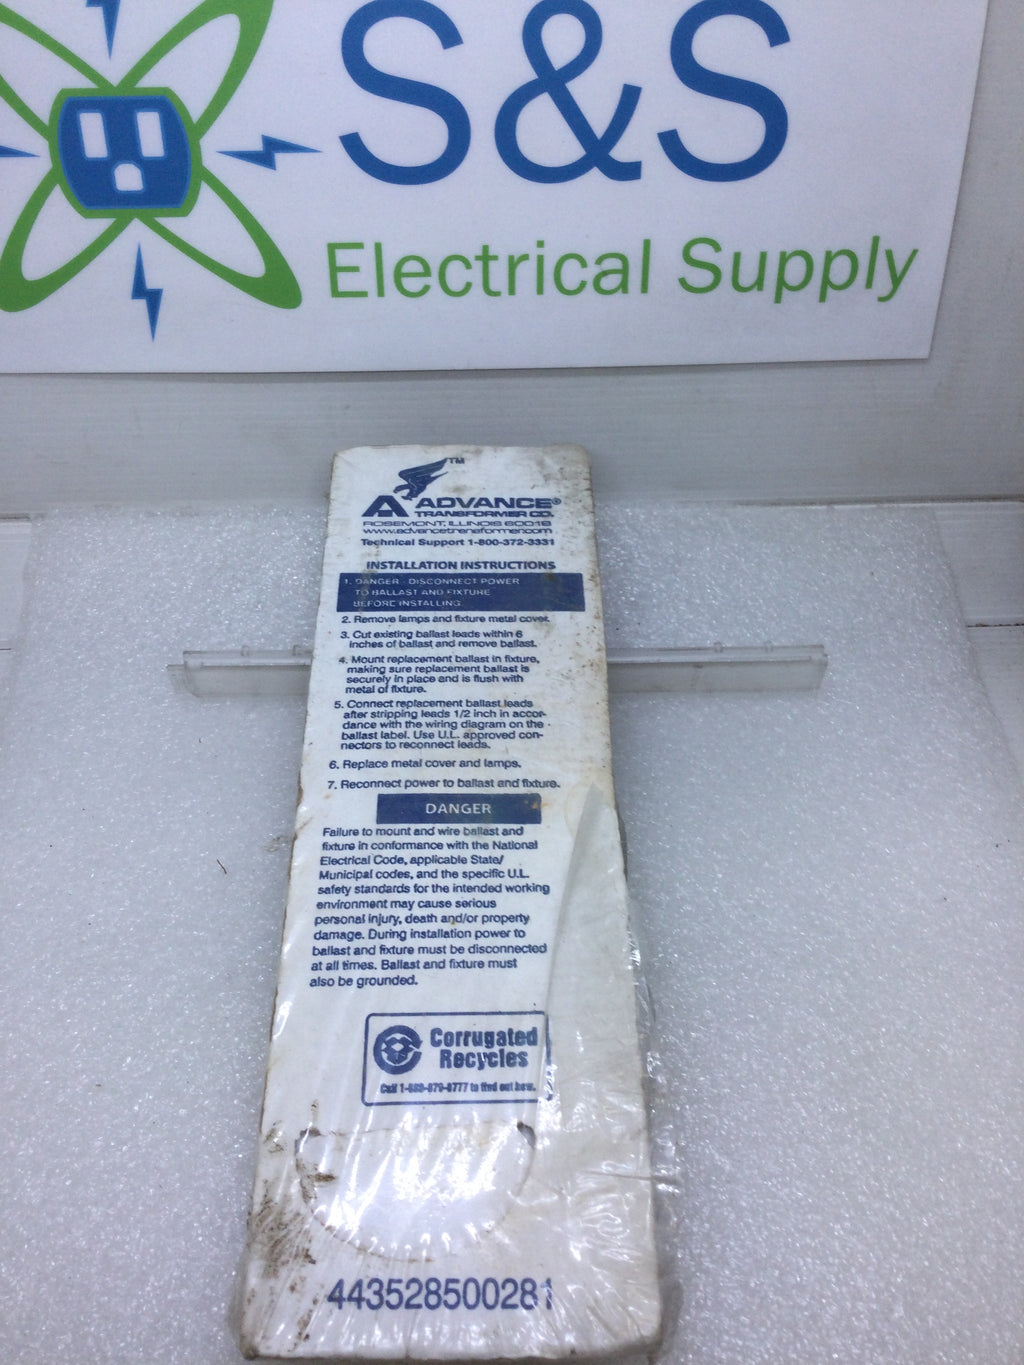 S&S
Electrical Supply
TM
A ADVANCE®
TRANSFORMER CO.
ROSEMONT, ILLINOIS 60018
www.advancetransformer.com
Technical Support 1-800-372-3331
INSTALLATION INSTRUCTIONS
1. DANGER - DISCONNECT POWER
TO BALLAST AND FIXTURE
BEFORE INSTALLING.
2. Remove lamps and fixture metal cover.
3. Cut existing ballast leads within 6
inches of ballast and remove ballast.
4. Mount replacement ballast in fixture,
making sure replacement ballast is
securely in place and is flush with
metal of fixture.
5. Connect replacement ballast leads
after stripping leads 1/2 inch in accor-
dance with the wiring diagram on the
ballast label. Use U.L. approved con-
nectors to reconnect leads.
6. Replace metal cover and lamps.
7. Reconnect power to ballast and fixture.
DANGER
Failure to mount and wire ballast and
fixture in conformance with the National
Electrical Code, applicable State/
Municipal codes, and the specific U.L.
safety standards for the intended working
environment may cause serious
personal injury, death and/or property
damage. During installation power to
ballast and fixture must be disconnected
at all times. Ballast and fixture must
also be grounded.
Corrugated
Recycles
Call to find out how.
443528500281